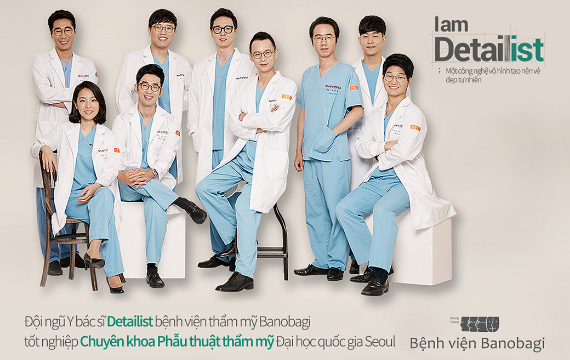 I am
Detailist
Một công nghệ vô hình tạo nên vẻ
đẹp tự nhiên
Đội ngũ Y bác sĩ Detailist bệnh viện thẩm mỹ Banobagi
tốt nghiệp Chuyên khoa Phẫu thuật thẩm mỹ Đại học quốc gia Seoul
Bệnh viện Banobagi